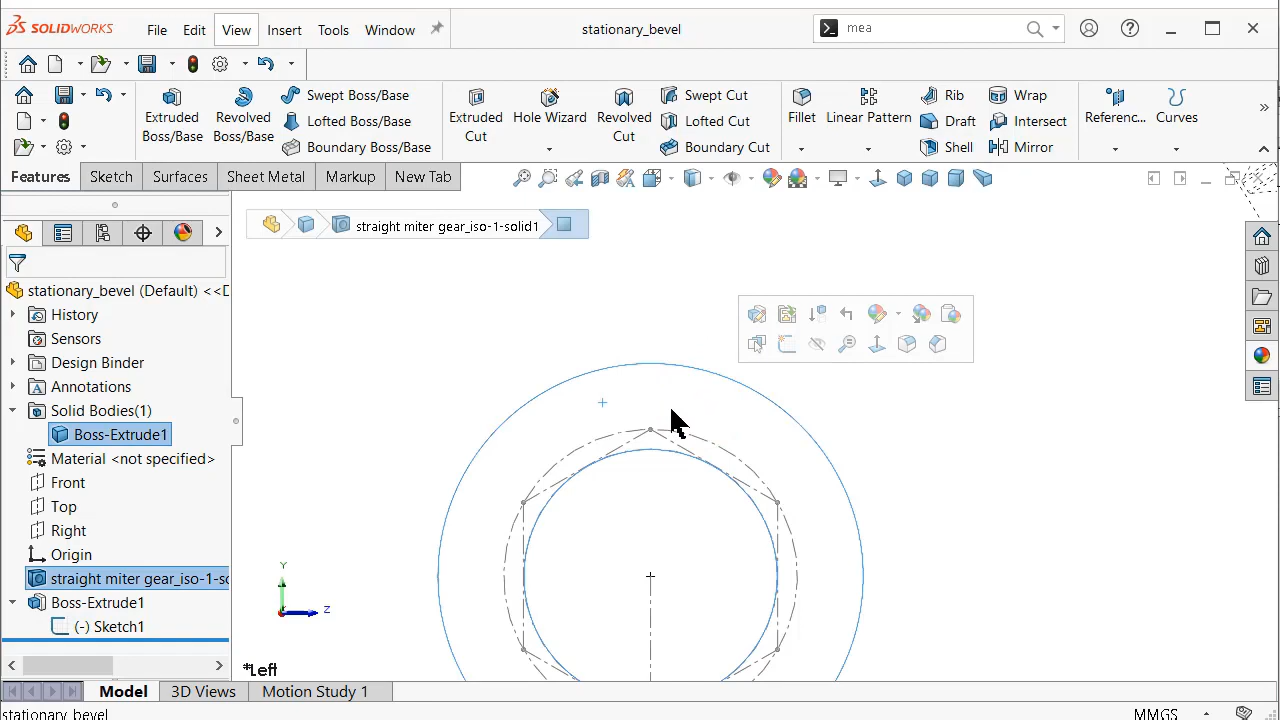 SOLIDWORKS File Edit View Insert Tools Window stationary_bevel mea
Extruded Boss/Base
Revolved Boss/Base
Swept Boss/Base
Lofted Boss/Base
Boundary Boss/Base
Extruded Cut
Hole Wizard
Revolved Cut
Swept Cut
Lofted Cut
Boundary Cut
Fillet
Linear Pattern
Rib
Draft
Shell
Wrap
Intersect
Mirror
Referenc...
Curves
Features Sketch Surfaces Sheet Metal Markup New Tab
straight miter gear_iso-1-solid1
stationary_bevel (Default) <<D
History
Sensors
Design Binder
Annotations
Solid Bodies(1)
Boss-Extrude1
Material <not specified>
Front
Top
Right
Origin
straight miter gear_iso-1-so
Boss-Extrude1
(-) Sketch1
Y
Z
*Left
Model 3D Views Motion Study 1
stationary_bevel MMGS